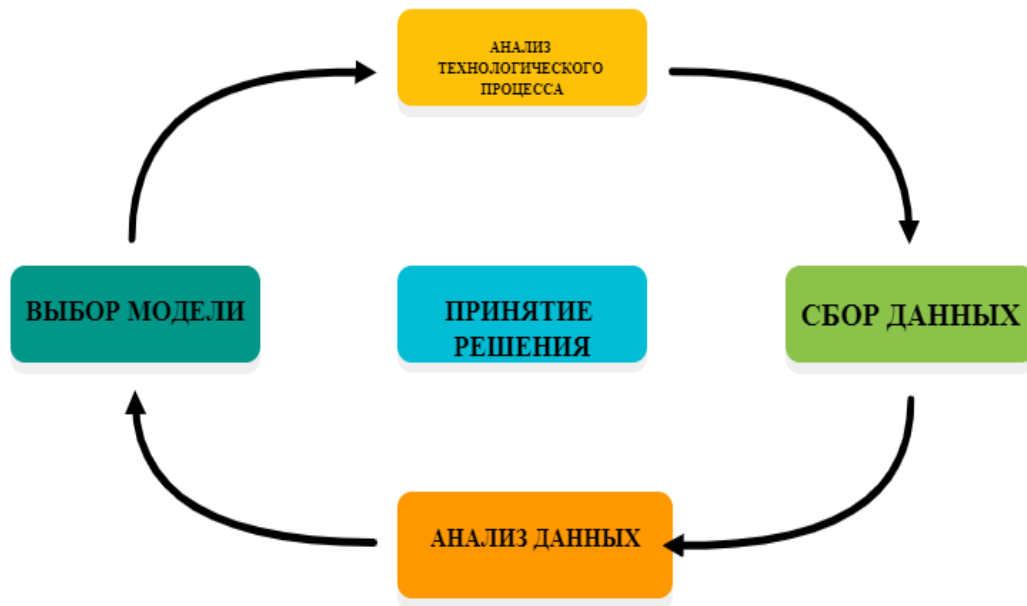 АНАЛИЗ
ТЕХНОЛОГИЧЕСКОГО
ПРОЦЕССА
ВЫБОР МОДЕЛИ
ПРИНЯТИЕ
РЕШЕНИЯ
СБОР ДАННЫХ
АНАЛИЗ ДАННЫХ